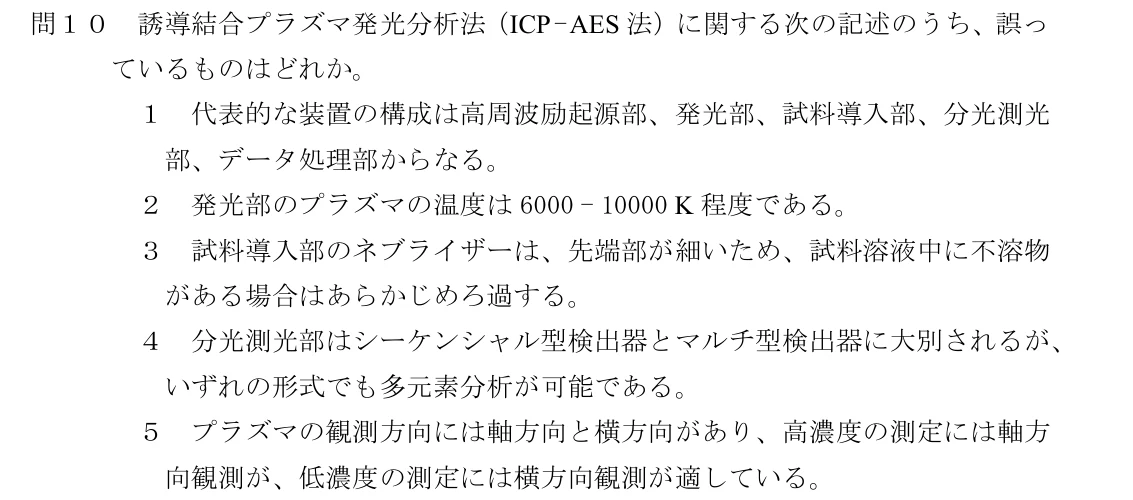 問１０　誘導結合プラズマ発光分析法（ICP−AES 法）に関する次の記述のうち、誤っ
ているものはどれか。
１　代表的な装置の構成は高周波励起源部、発光部、試料導入部、分光測光
部、データ処理部からなる。
２　発光部のプラズマの温度は 6000 − 10000 K 程度である。
３　試料導入部のネブライザーは、先端部が細いため、試料溶液中に不溶物
がある場合はあらかじめろ過する。
４　分光測光部はシーケンシャル型検出器とマルチ型検出器に大別されるが、
いずれの形式でも多元素分析が可能である。
５　プラズマの観測方向には軸方向と横方向があり、高濃度の測定には軸方
向観測が、低濃度の測定には横方向観測が適している。